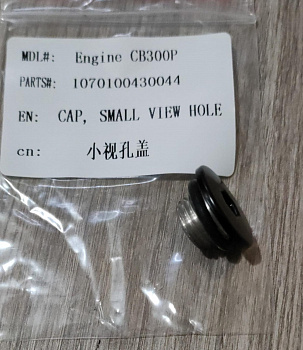 MDL#: Engine CB300P
PARTS#: 1070100430044
EN: CAP, SMALL VIEW HOLE
cn: 小视孔盖